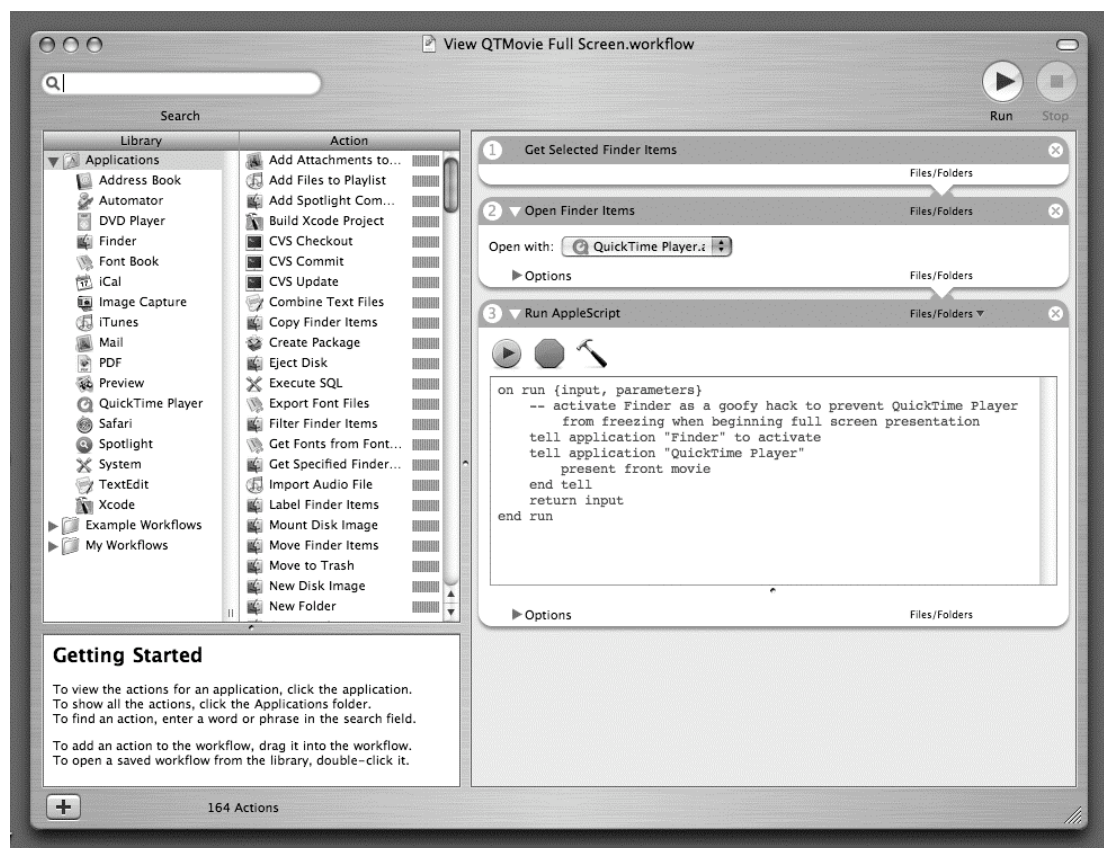 View QTMovie Full Screen.workflow
Search
Run
Stop
Library
Action
Applications
Address Book
Automator
DVD Player
Finder
Font Book
iCal
Image Capture
iTunes
Mail
PDF
Preview
QuickTime Player
Safari
Spotlight
System
TextEdit
Xcode
Example Workflows
My Workflows
Add Attachments to...
Add Files to Playlist
Add Spotlight Com...
Build Xcode Project
CVS Checkout
CVS Commit
CVS Update
Combine Text Files
Copy Finder Items
Create Package
Eject Disk
Execute SQL
Export Font Files
Filter Finder Items
Get Fonts from Font...
Get Specified Finder...
Import Audio File
Label Finder Items
Mount Disk Image
Move Finder Items
Move to Trash
New Disk Image
New Folder
Getting Started
To view the actions for an application, click the application.
To show all the actions, click the Applications folder.
To find an action, enter a word or phrase in the search field.
To add an action to the workflow, drag it into the workflow.
To open a saved workflow from the library, double-click it.
164 Actions
1 Get Selected Finder Items
Files/Folders
2 Open Finder Items Files/Folders
Open with: QuickTime Player.a
Options Files/Folders
3 Run AppleScript Files/Folders
on run {input, parameters}
-- activate Finder as a goofy hack to prevent QuickTime Player
from freezing when beginning full screen presentation
tell application "Finder" to activate
tell application "QuickTime Player"
present front movie
end tell
return input
end run
Options Files/Folders